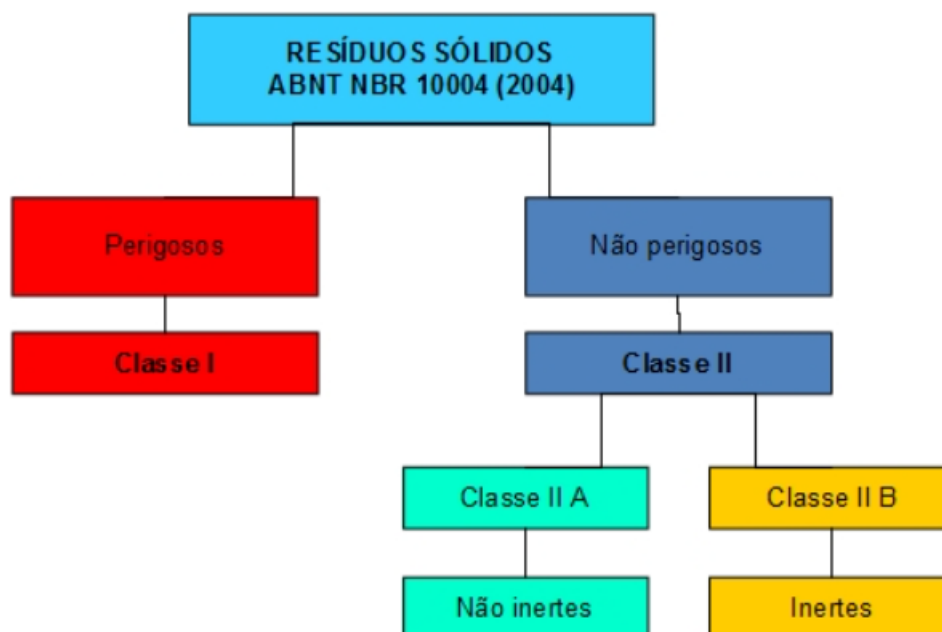 RESÍDUOS SÓLIDOS
ABNT NBR 10004 (2004)
Perigosos
Não perigosos
Classe I
Classe II
Classe II A
Classe II B
Não inertes
Inertes